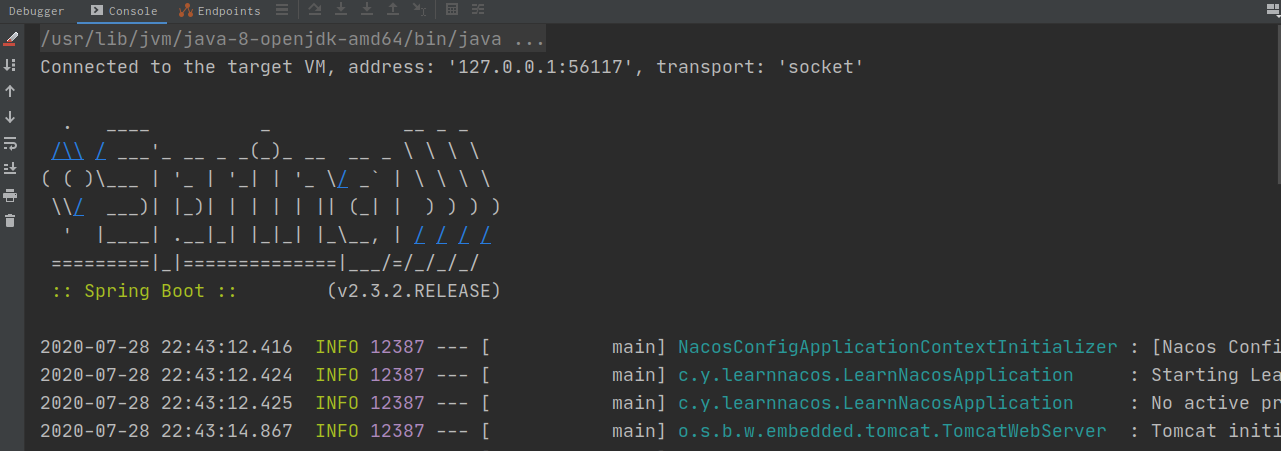 Debugger Console Endpoints
/usr/lib/jvm/java-8-openjdk-amd64/bin/java ...
Connected to the target VM, address: '127.0.0.1:56117', transport: 'socket'
  .   ____          _            __ _ _
 /\\ / ___'_ __ _ _(_)_ __  __ _ \ \ \ \
( ( )\___ | '_ | '_| | '_ \/ _` | \ \ \ \
 \\/  ___)| |_)| | | | | || (_| |  ) ) ) )
  '  |____| .__|_| |_|_| |_\__, | / / / /
 =========|_|==============|___/=/_/_/_/
 :: Spring Boot ::        (v2.3.2.RELEASE)
2020-07-28 22:43:12.416  INFO 12387 --- [           main] NacosConfigApplicationContextInitializer : [Nacos Confi
2020-07-28 22:43:12.424  INFO 12387 --- [           main] c.y.learnnacos.LearnNacosApplication     : Starting Lea
2020-07-28 22:43:12.425  INFO 12387 --- [           main] c.y.learnnacos.LearnNacosApplication     : No active pr
2020-07-28 22:43:14.867  INFO 12387 --- [           main] o.s.b.w.embedded.tomcat.TomcatWebServer  : Tomcat initi